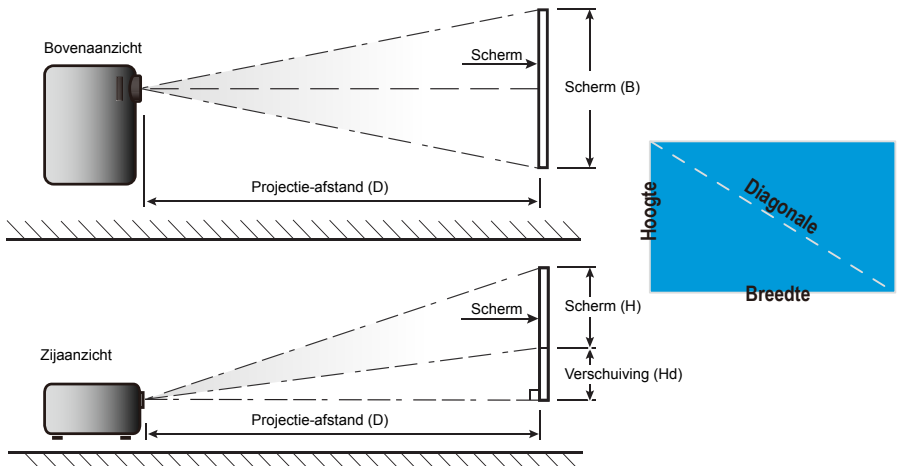 Bovenaanzicht
Scherm
Scherm (B)
Projectie-afstand (D)
Hoogte
Diagonale
Breedte
Zijaanzicht
Scherm
Scherm (H)
Verschuiving (Hd)
Projectie-afstand (D)